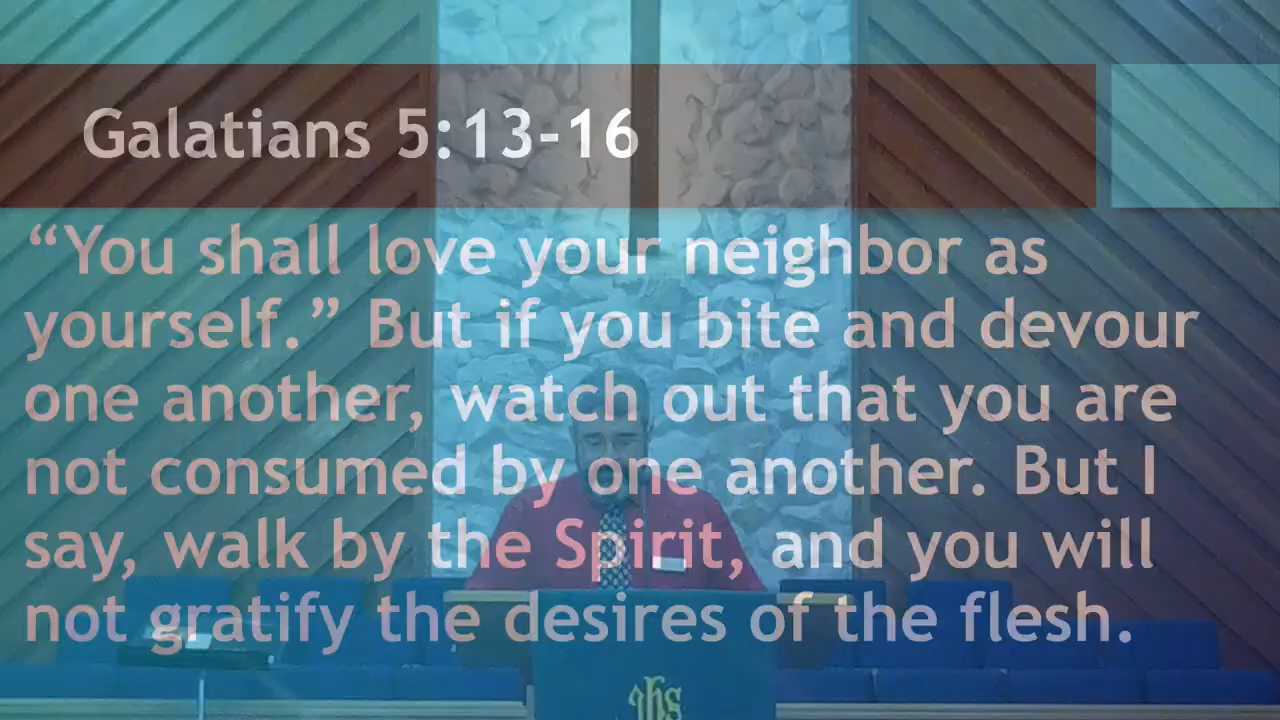 Galatians 5:13-16
“You shall love your neighbor as
yourself.” But if you bite and devour
one another, watch out that you are
not consumed by one another. But I
say, walk by the Spirit, and you will
not gratify the desires of the flesh.
ihs